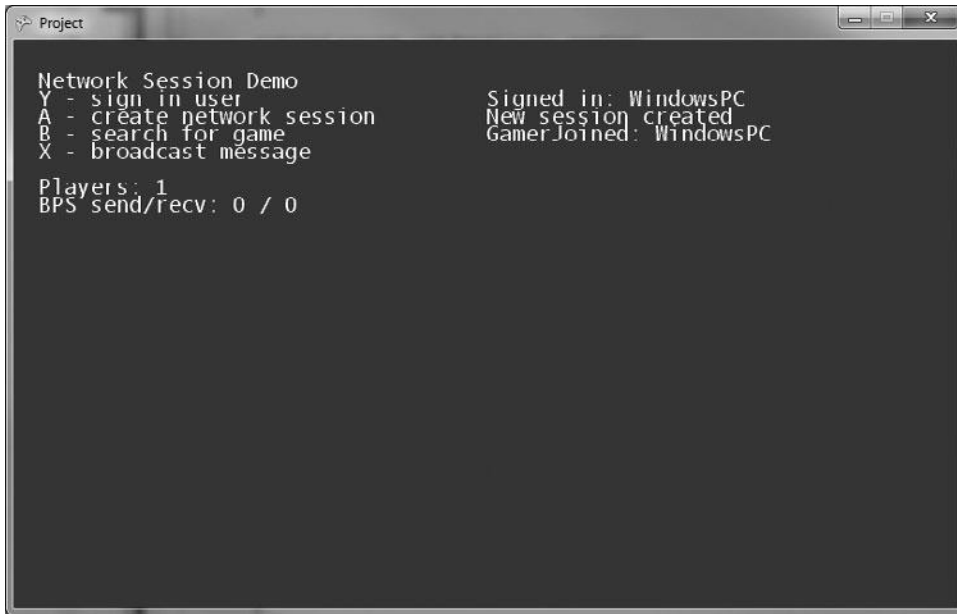 Project
Network Session Demo
Y - sign in user
A - create network session
B - search for game
X - broadcast message
Players: 1
BPS send/recv: 0 / 0
Signed in: WindowsPC
New session created
GamerJoined: WindowsPC